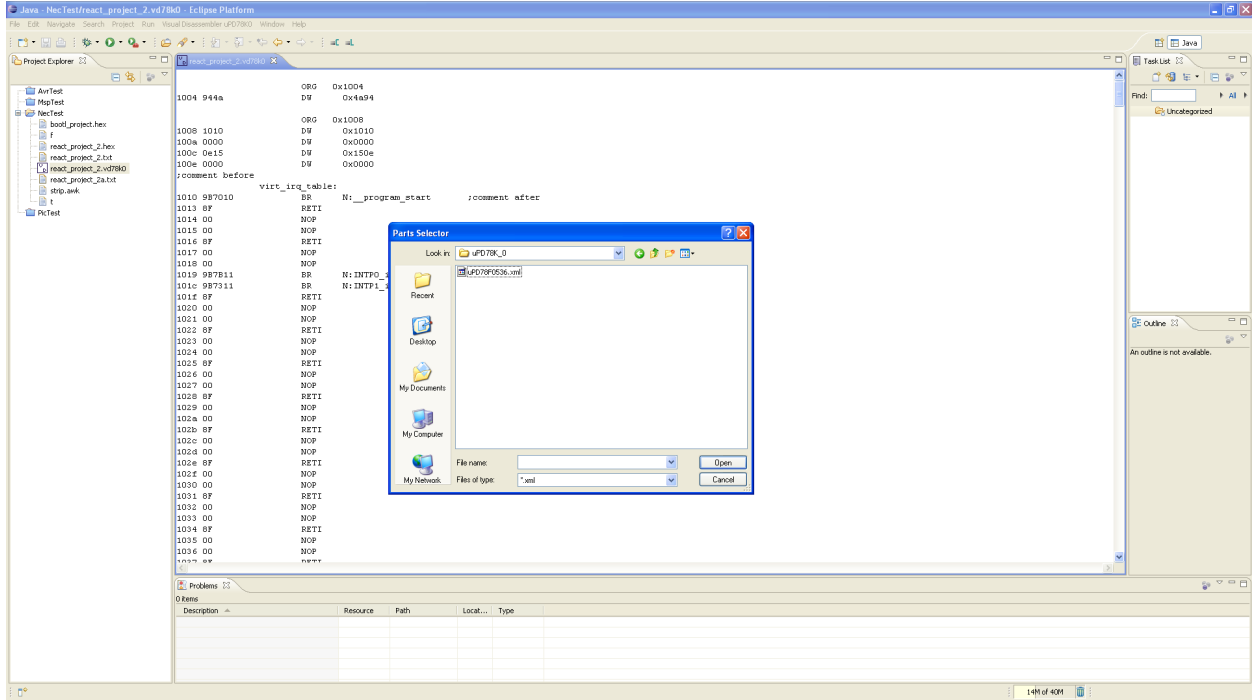 Java - NecTest/react_project_2.vd78k0 - Eclipse Platform
File Edit Navigate Search Project Run Visual Disassembler uPD78K0 Window Help
Java
Project Explorer
AvrTest
MspTest
NecTest
bootl_project.hex
f
react_project_2.hex
react_project_2.txt
react_project_2.vd78k0
react_project_2a.txt
strip.awk
t
PicTest
react_project_2.vd78k0
ORG 0x1004
1004 944a DW 0x4a94
ORG 0x1008
1008 1010 DW 0x1010
100a 0000 DW 0x0000
100c 0e15 DW 0x150e
100e 0000 DW 0x0000
;comment before
virt_irq_table:
1010 9B7010 BR N:__program_start ;comment after
1013 8F RETI
1014 00 NOP
1015 00 NOP
1016 8F RETI
1017 00 NOP
1018 00 NOP
1019 9B7B11 BR N:INTP0_
101c 9B7311 BR N:INTP1_
101f 8F RETI
1020 00 NOP
1021 00 NOP
1022 8F RETI
1023 00 NOP
1024 00 NOP
1025 8F RETI
1026 00 NOP
1027 00 NOP
1028 8F RETI
1029 00 NOP
102a 00 NOP
102b 8F RETI
102c 00 NOP
102d 00 NOP
102e 8F RETI
102f 00 NOP
1030 00 NOP
1031 8F RETI
1032 00 NOP
1033 00 NOP
1034 8F RETI
1035 00 NOP
1036 00 NOP
1037 8F RETI
Parts Selector
Look in: uPD78K_0
uPD78F0536.xml
Recent
Desktop
My Documents
My Computer
My Network
File name:
Open
Files of type: *.xml
Cancel
Task List
Find: All
Uncategorized
Outline
An outline is not available.
Problems
0 items
Description Resource Path Locat... Type
14M of 40M